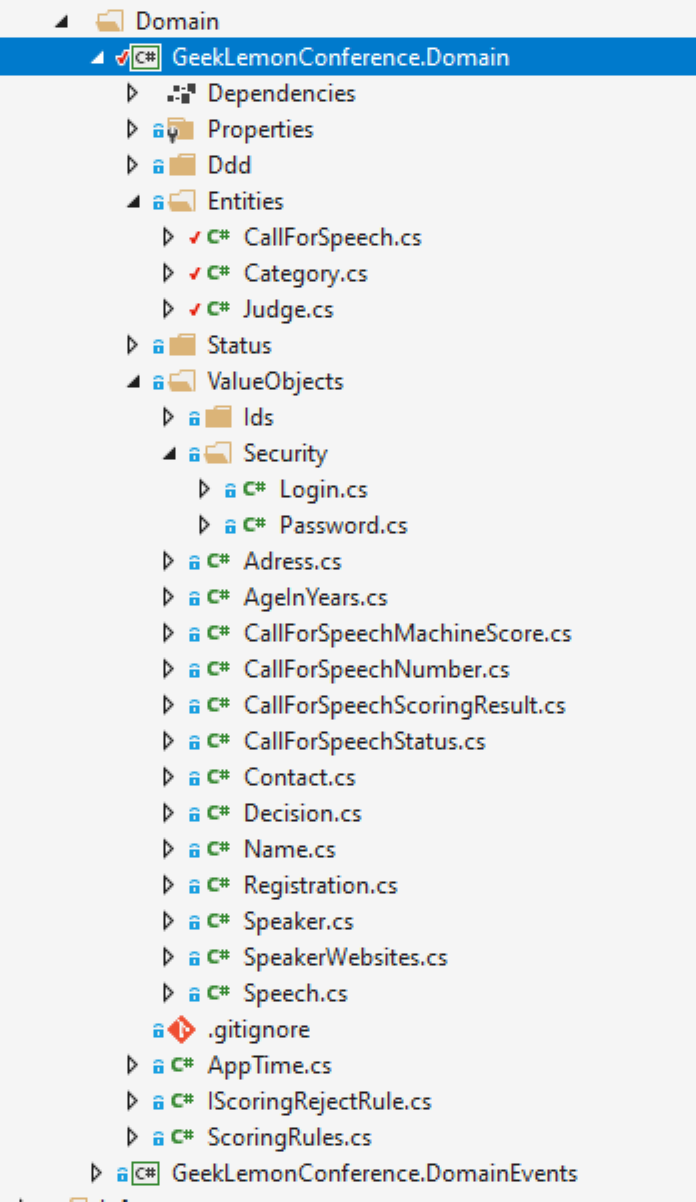 Domain
C# GeekLemonConference.Domain
Dependencies
Properties
Ddd
Entities
C# CallForSpeech.cs
C# Category.cs
C# Judge.cs
Status
ValueObjects
Ids
Security
C# Login.cs
C# Password.cs
C# Adress.cs
C# AgeInYears.cs
C# CallForSpeechMachineScore.cs
C# CallForSpeechNumber.cs
C# CallForSpeechScoringResult.cs
C# CallForSpeechStatus.cs
C# Contact.cs
C# Decision.cs
C# Name.cs
C# Registration.cs
C# Speaker.cs
C# SpeakerWebsites.cs
C# Speech.cs
.gitignore
C# AppTime.cs
C# IScoringRejectRule.cs
C# ScoringRules.cs
C# GeekLemonConference.DomainEvents